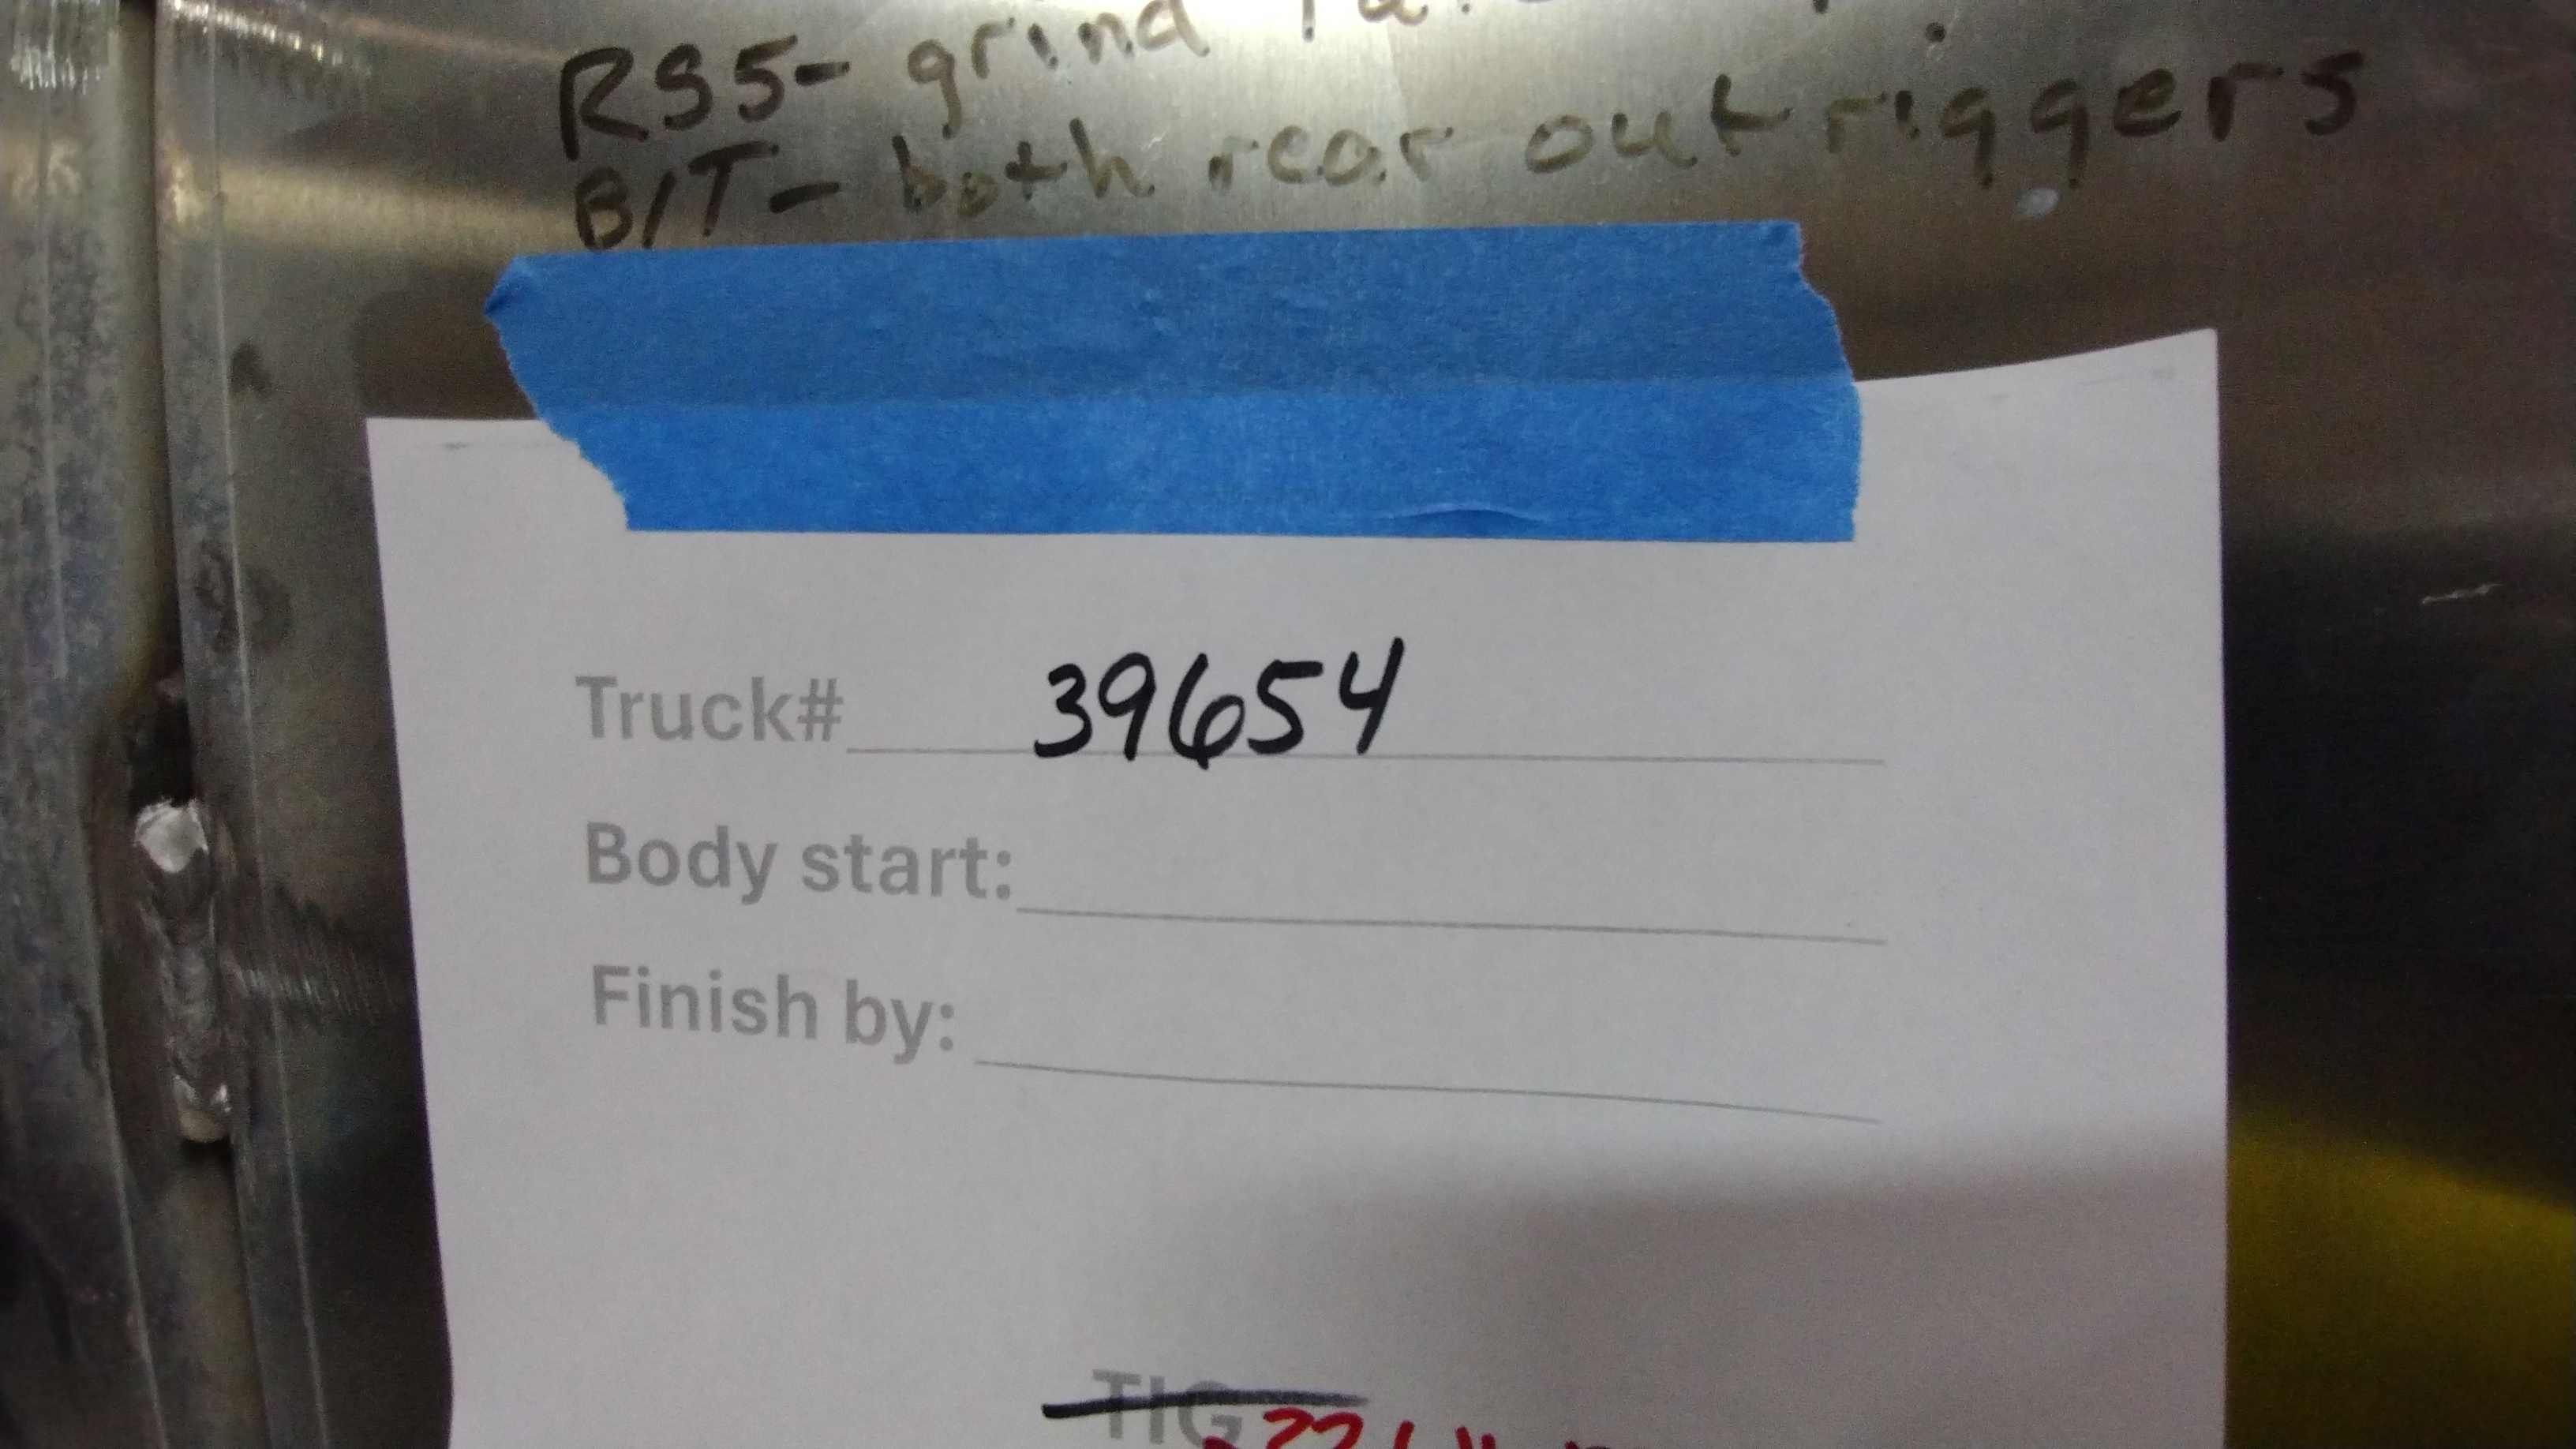 RS5- grind
B/T- both rear outriggers
Truck# 39654
Body start:
Finish by:
TIG